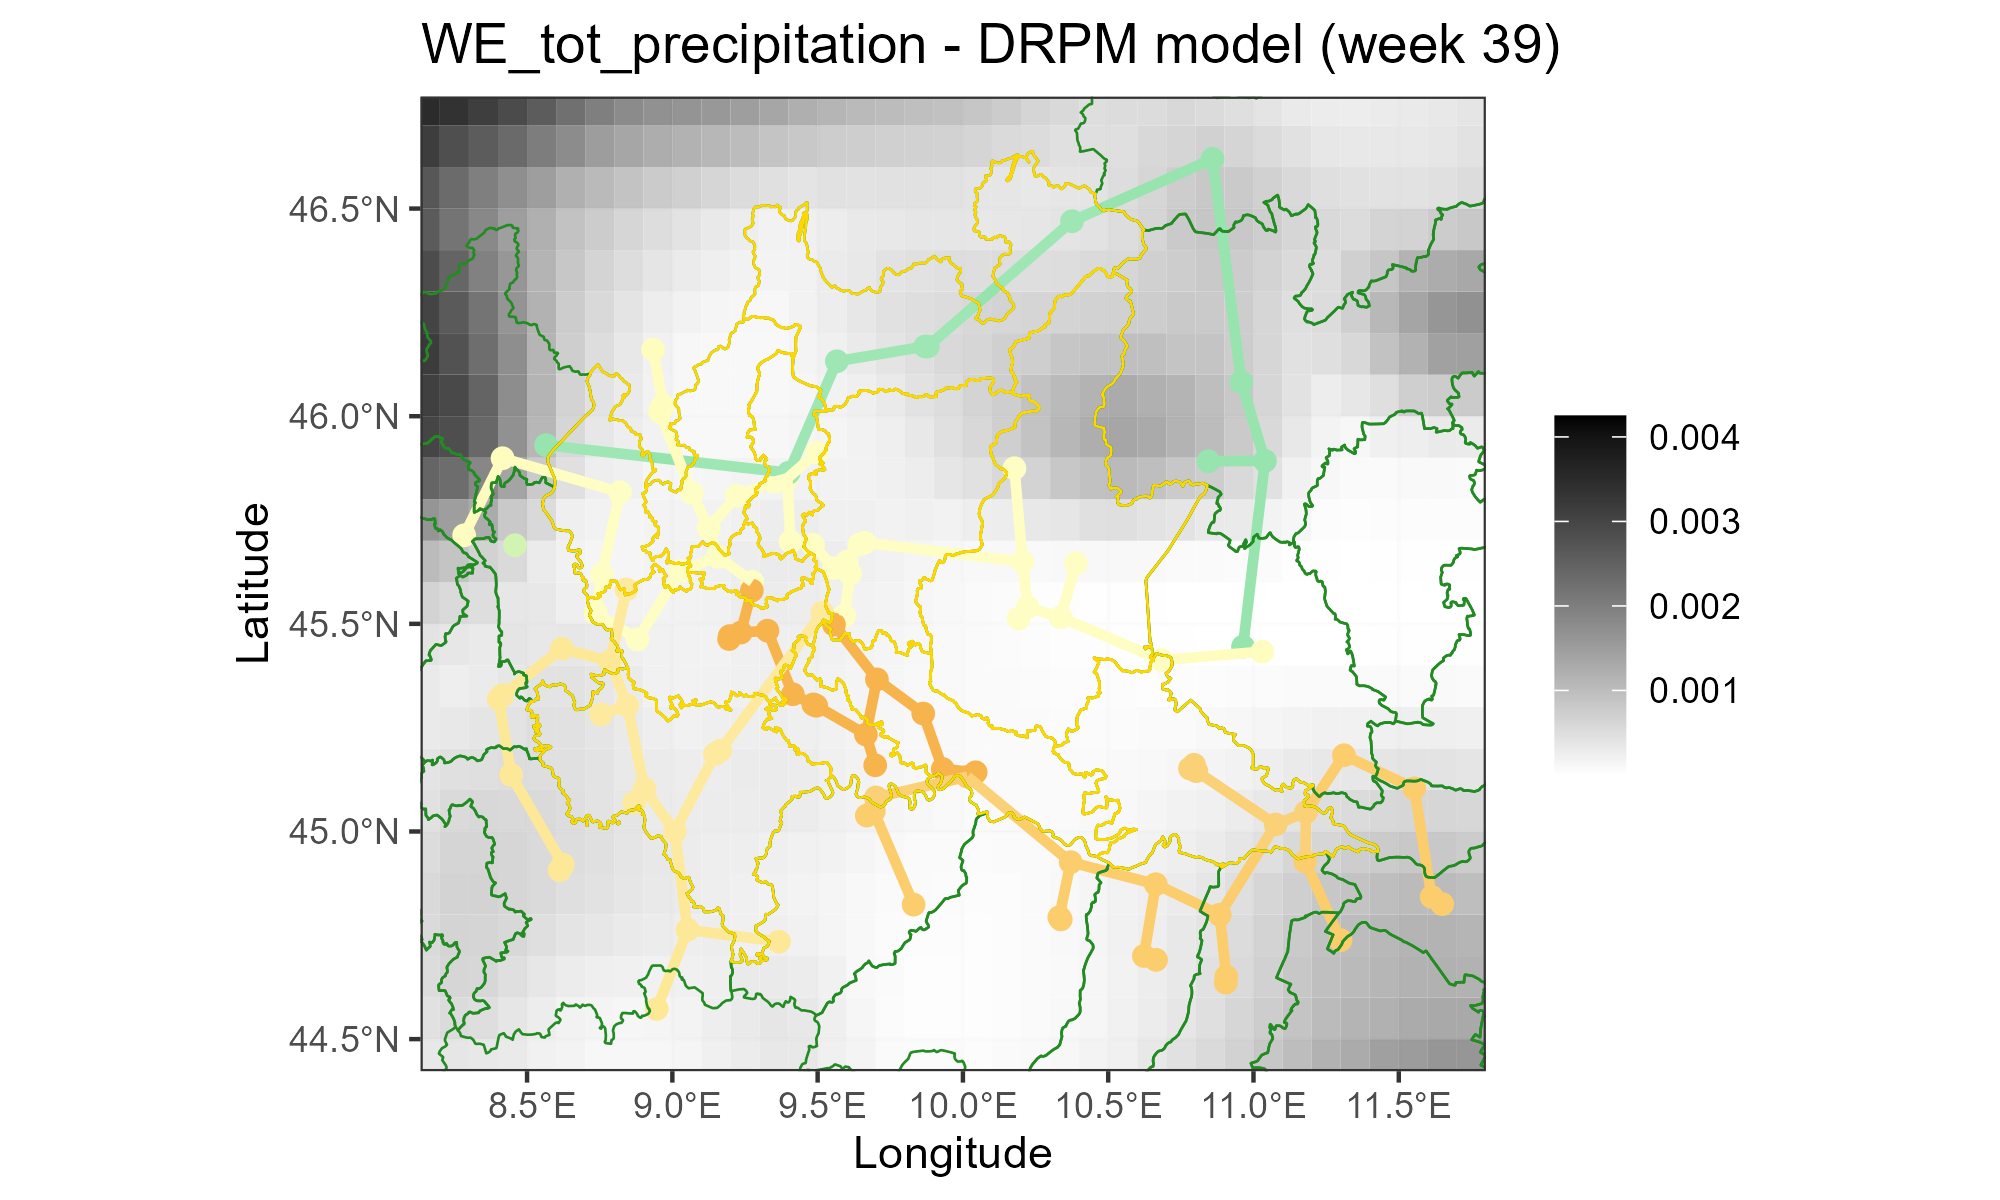 WE_tot_precipitation - DRPM model (week 39)
46.5°N
46.0°N
45.5°N
45.0°N
44.5°N
Latitude
8.5°E 9.0°E 9.5°E 10.0°E 10.5°E 11.0°E 11.5°E
Longitude
0.004
0.003
0.002
0.001